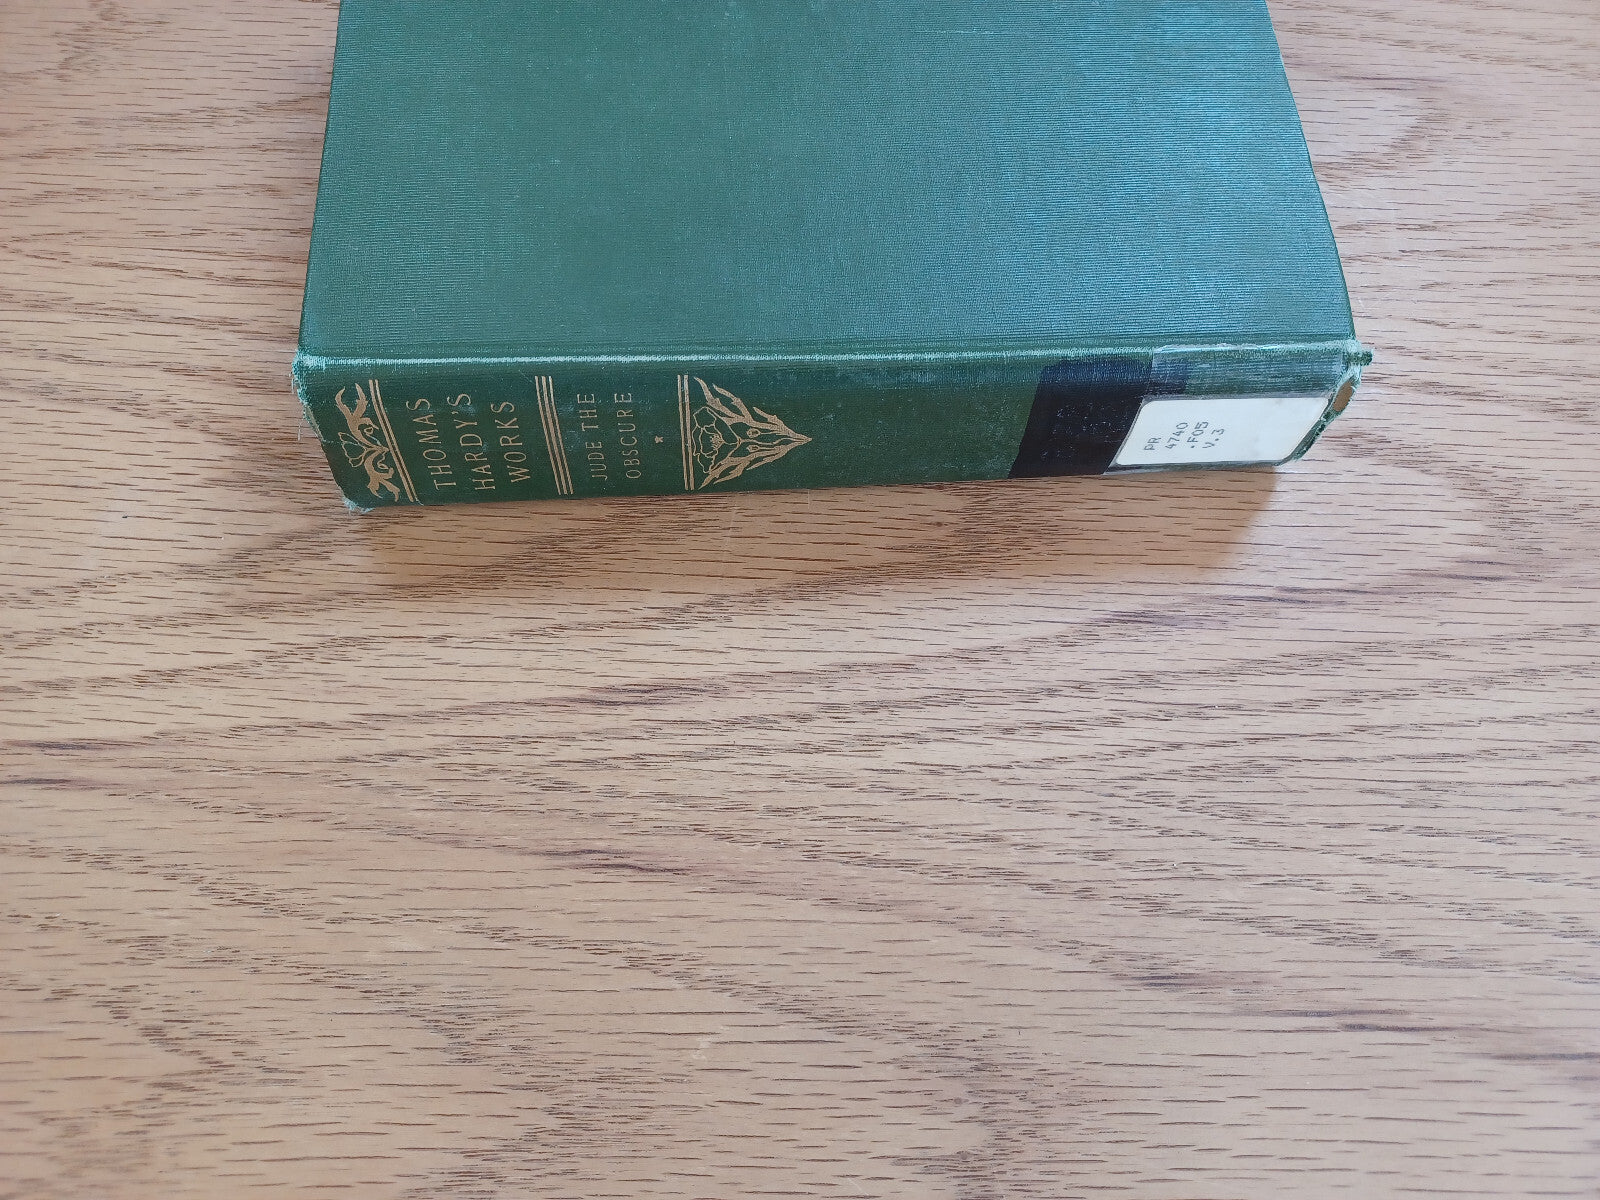 THOMAS
HARDY'S
WORKS
JUDE THE
OBSCURE
PR
4740
.F05
V.3